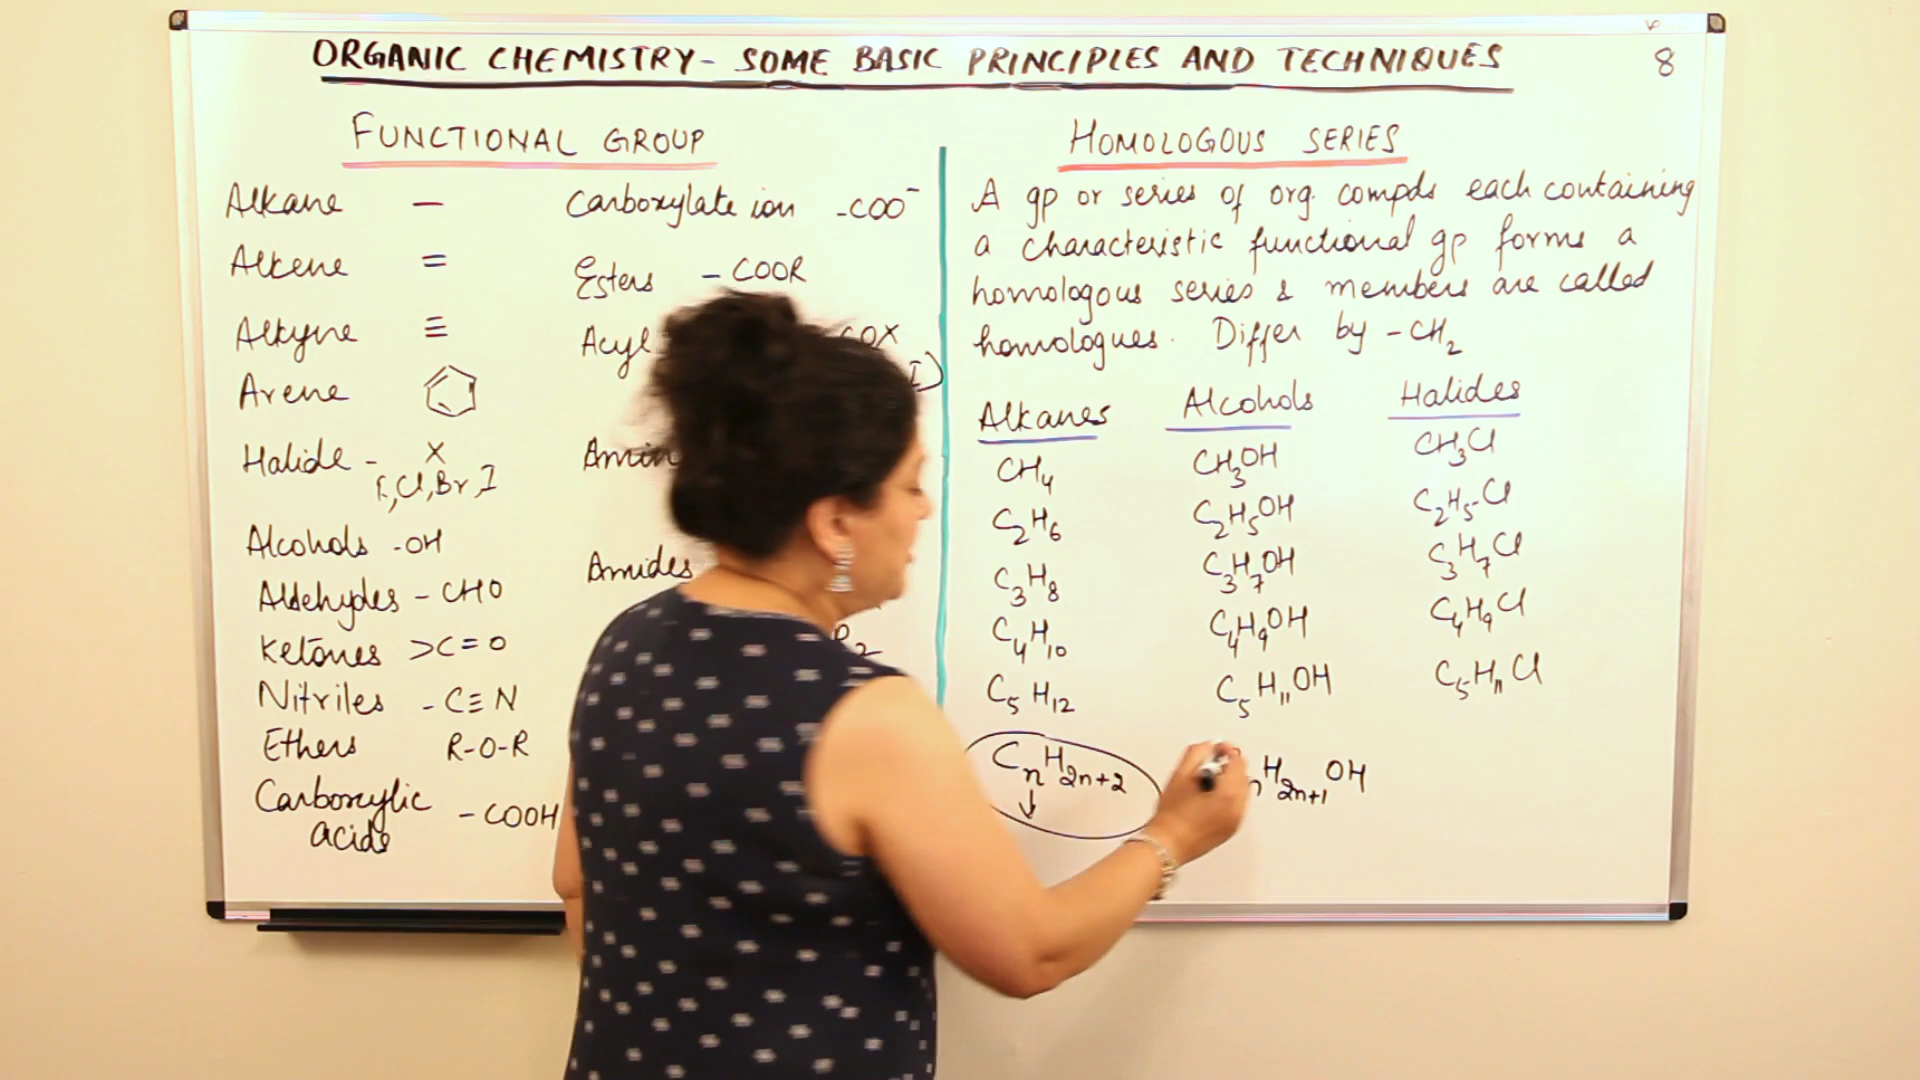 ORGANIC CHEMISTRY- SOME BASIC PRINCIPLES AND TECHNIQUES
8
FUNCTIONAL GROUP
Alkane —
Alkene =
Alkyne ≡
Arene
Halide - X
F,Cl,Br,I
Alcohols -OH
Aldehydes - CHO
Ketones >C=O
Nitriles -C≡N
Ethers R-O-R
Carboxylic acids - COOH
Carboxylate ion -COO⁻
Esters - COOR
Acyl COX
I)
Amin
Amides
HOMOLOGOUS SERIES
A gp or series of org. compds each containing
a characteristic functional gp forms a
homologous series & members are called
homologues. Differ by -CH₂
Alkanes Alcohols Halides
CH₄ CH₃OH CH₃Cl
C₂H₆ C₂H₅OH C₂H₅-Cl
C₃H₈ C₃H₇OH C₃H₇Cl
C₄H₁₀ C₄H₉OH C₄H₉Cl
C₅H₁₂ C₅H₁₁OH C₅H₁₁Cl
CₙH₂ₙ₊₂ ₙH₂ₙ₊₁OH